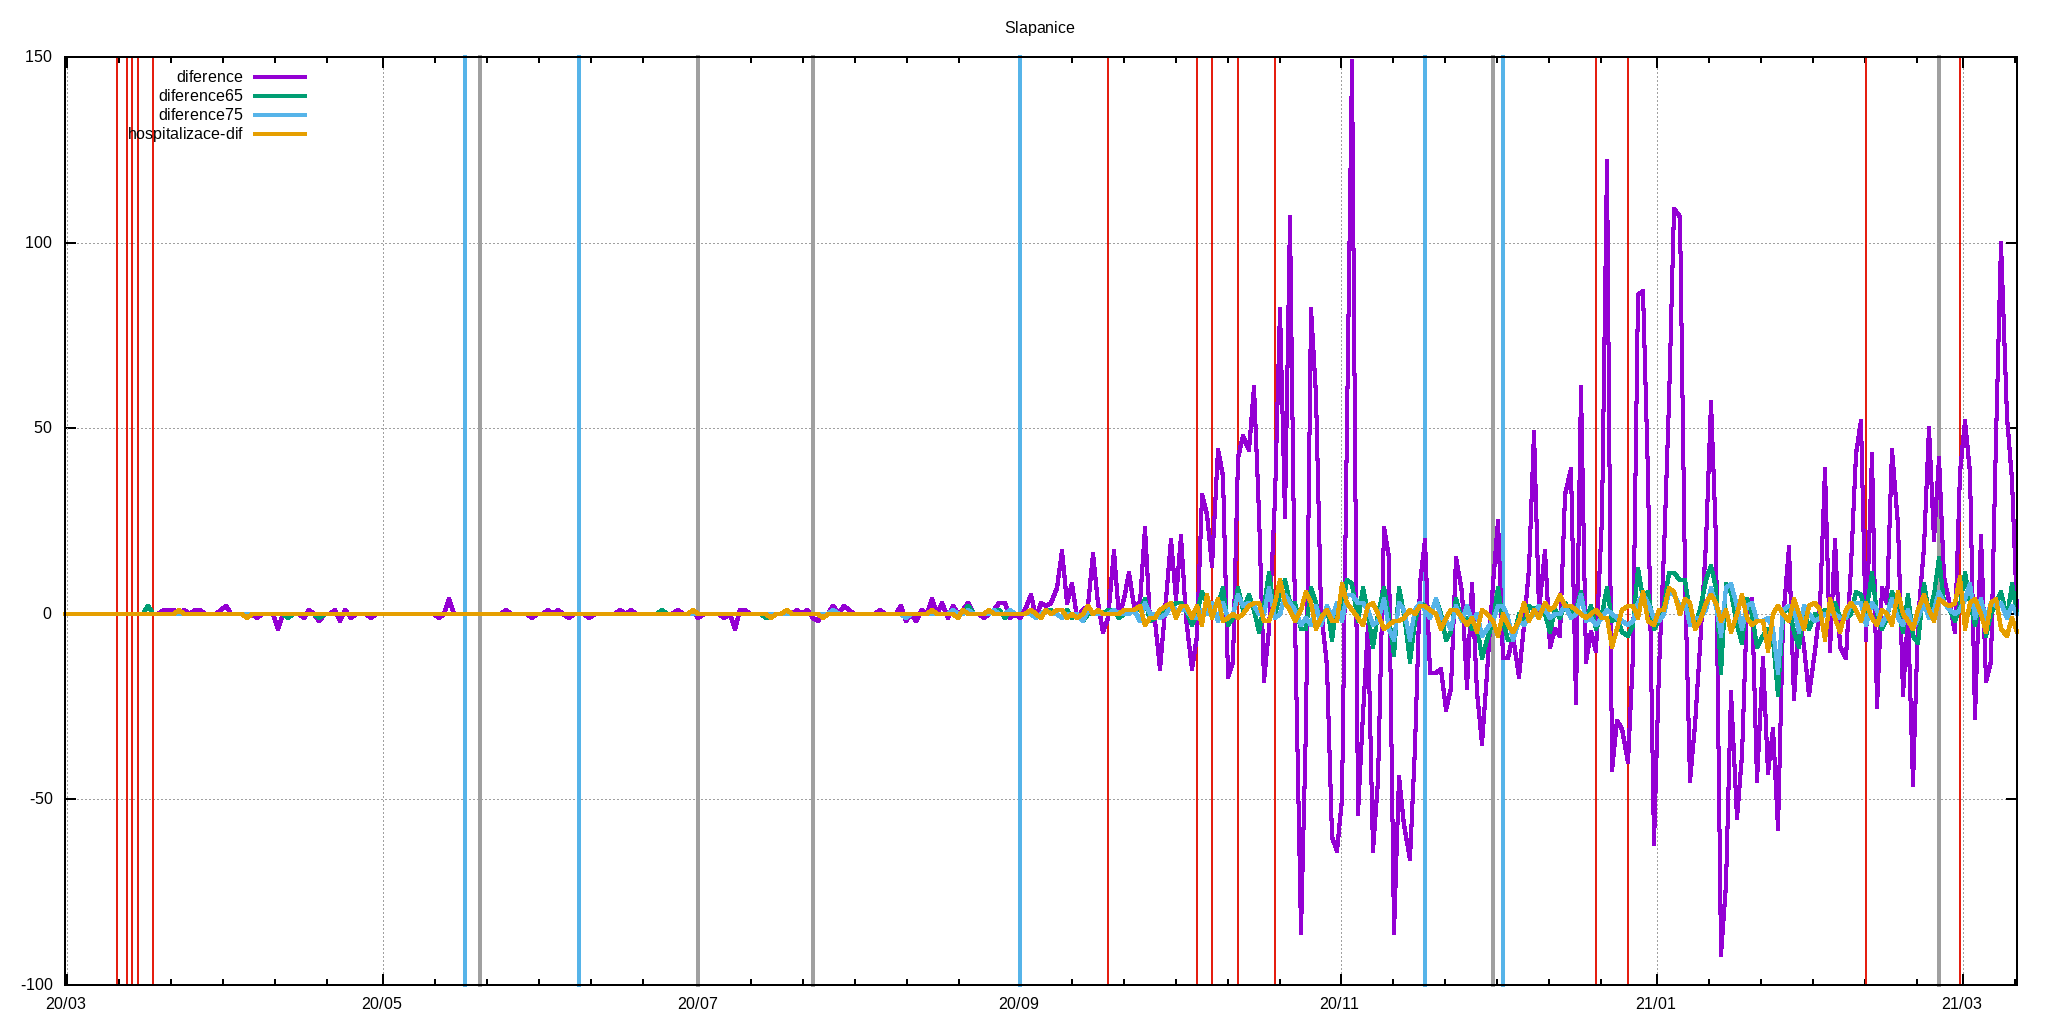 Slapanice
150
100
50
0
-50
-100
diference
diference65
diference75
hospitalizace-dif
20/03 20/05 20/07 20/09 20/11 21/01 21/03